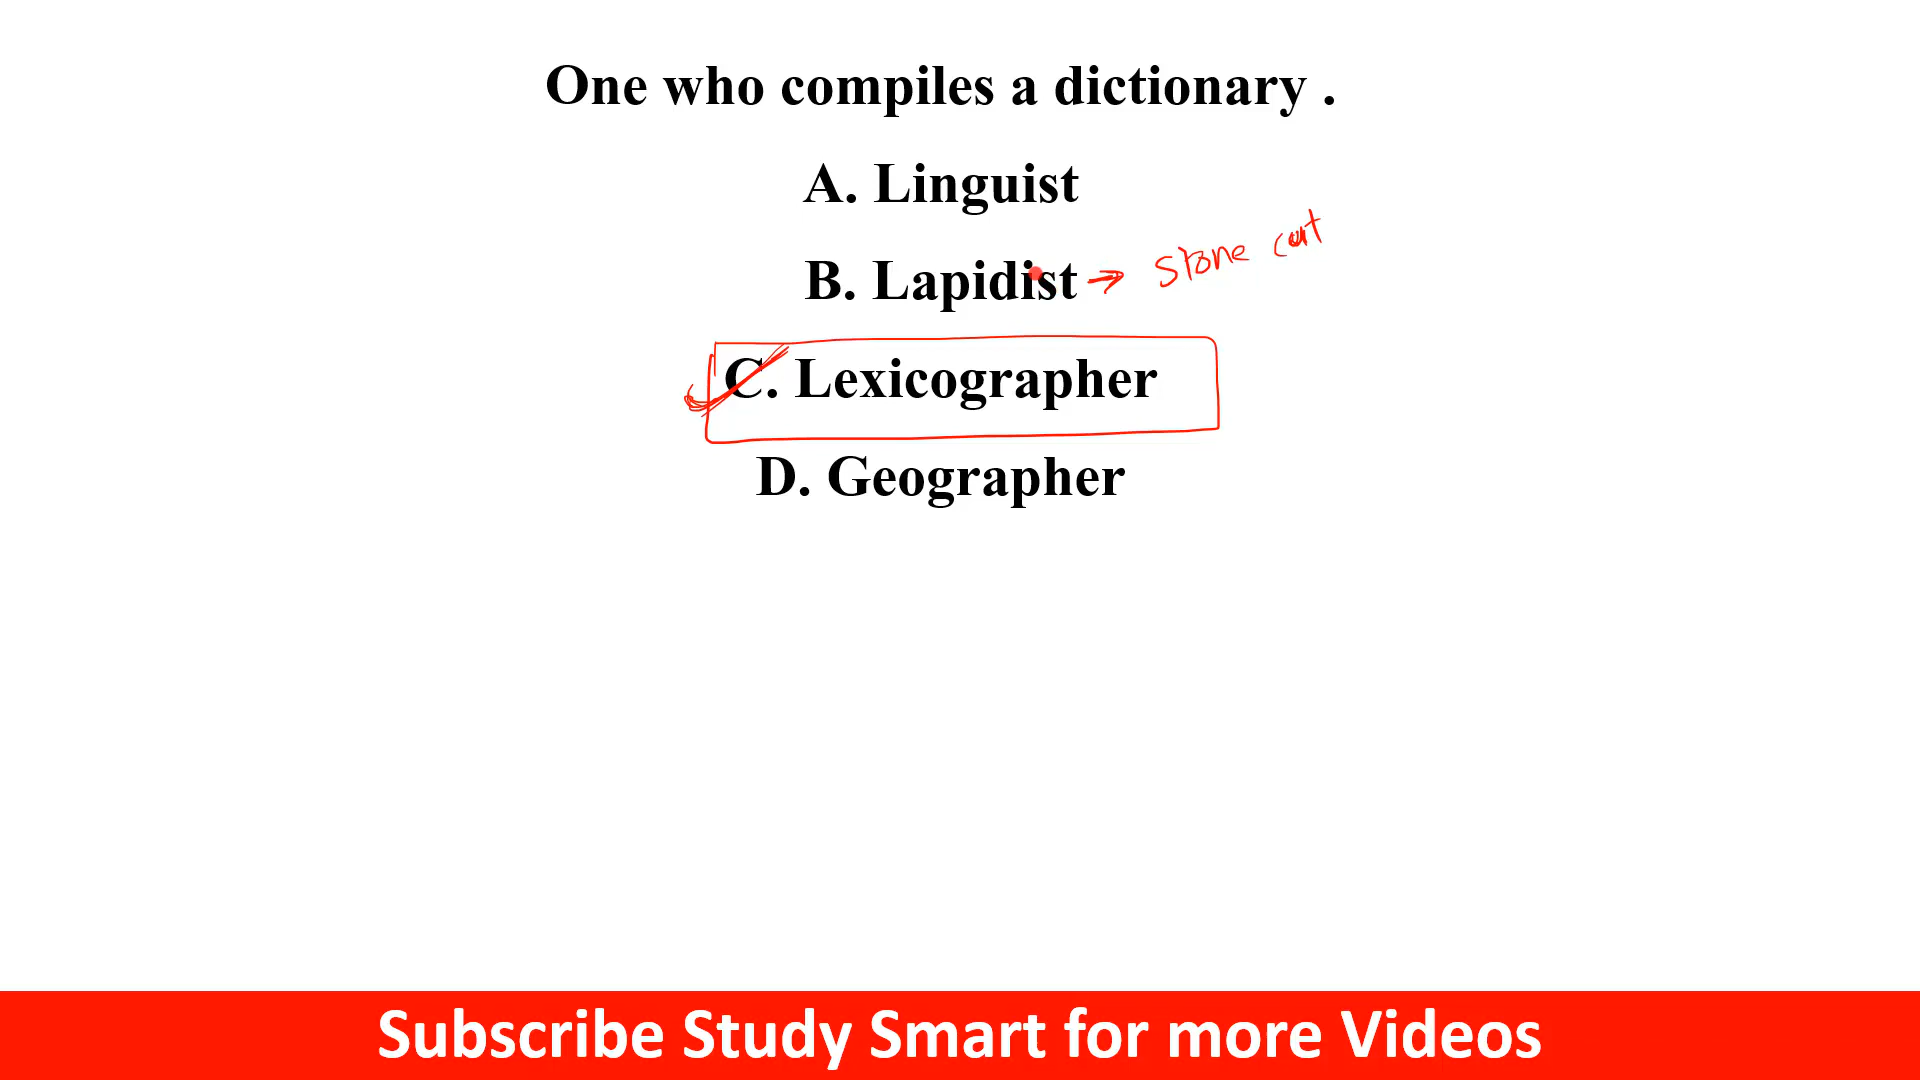 One who compiles a dictionary .
A. Linguist
B. Lapidist → stone cut
C. Lexicographer
D. Geographer
Subscribe Study Smart for more Videos